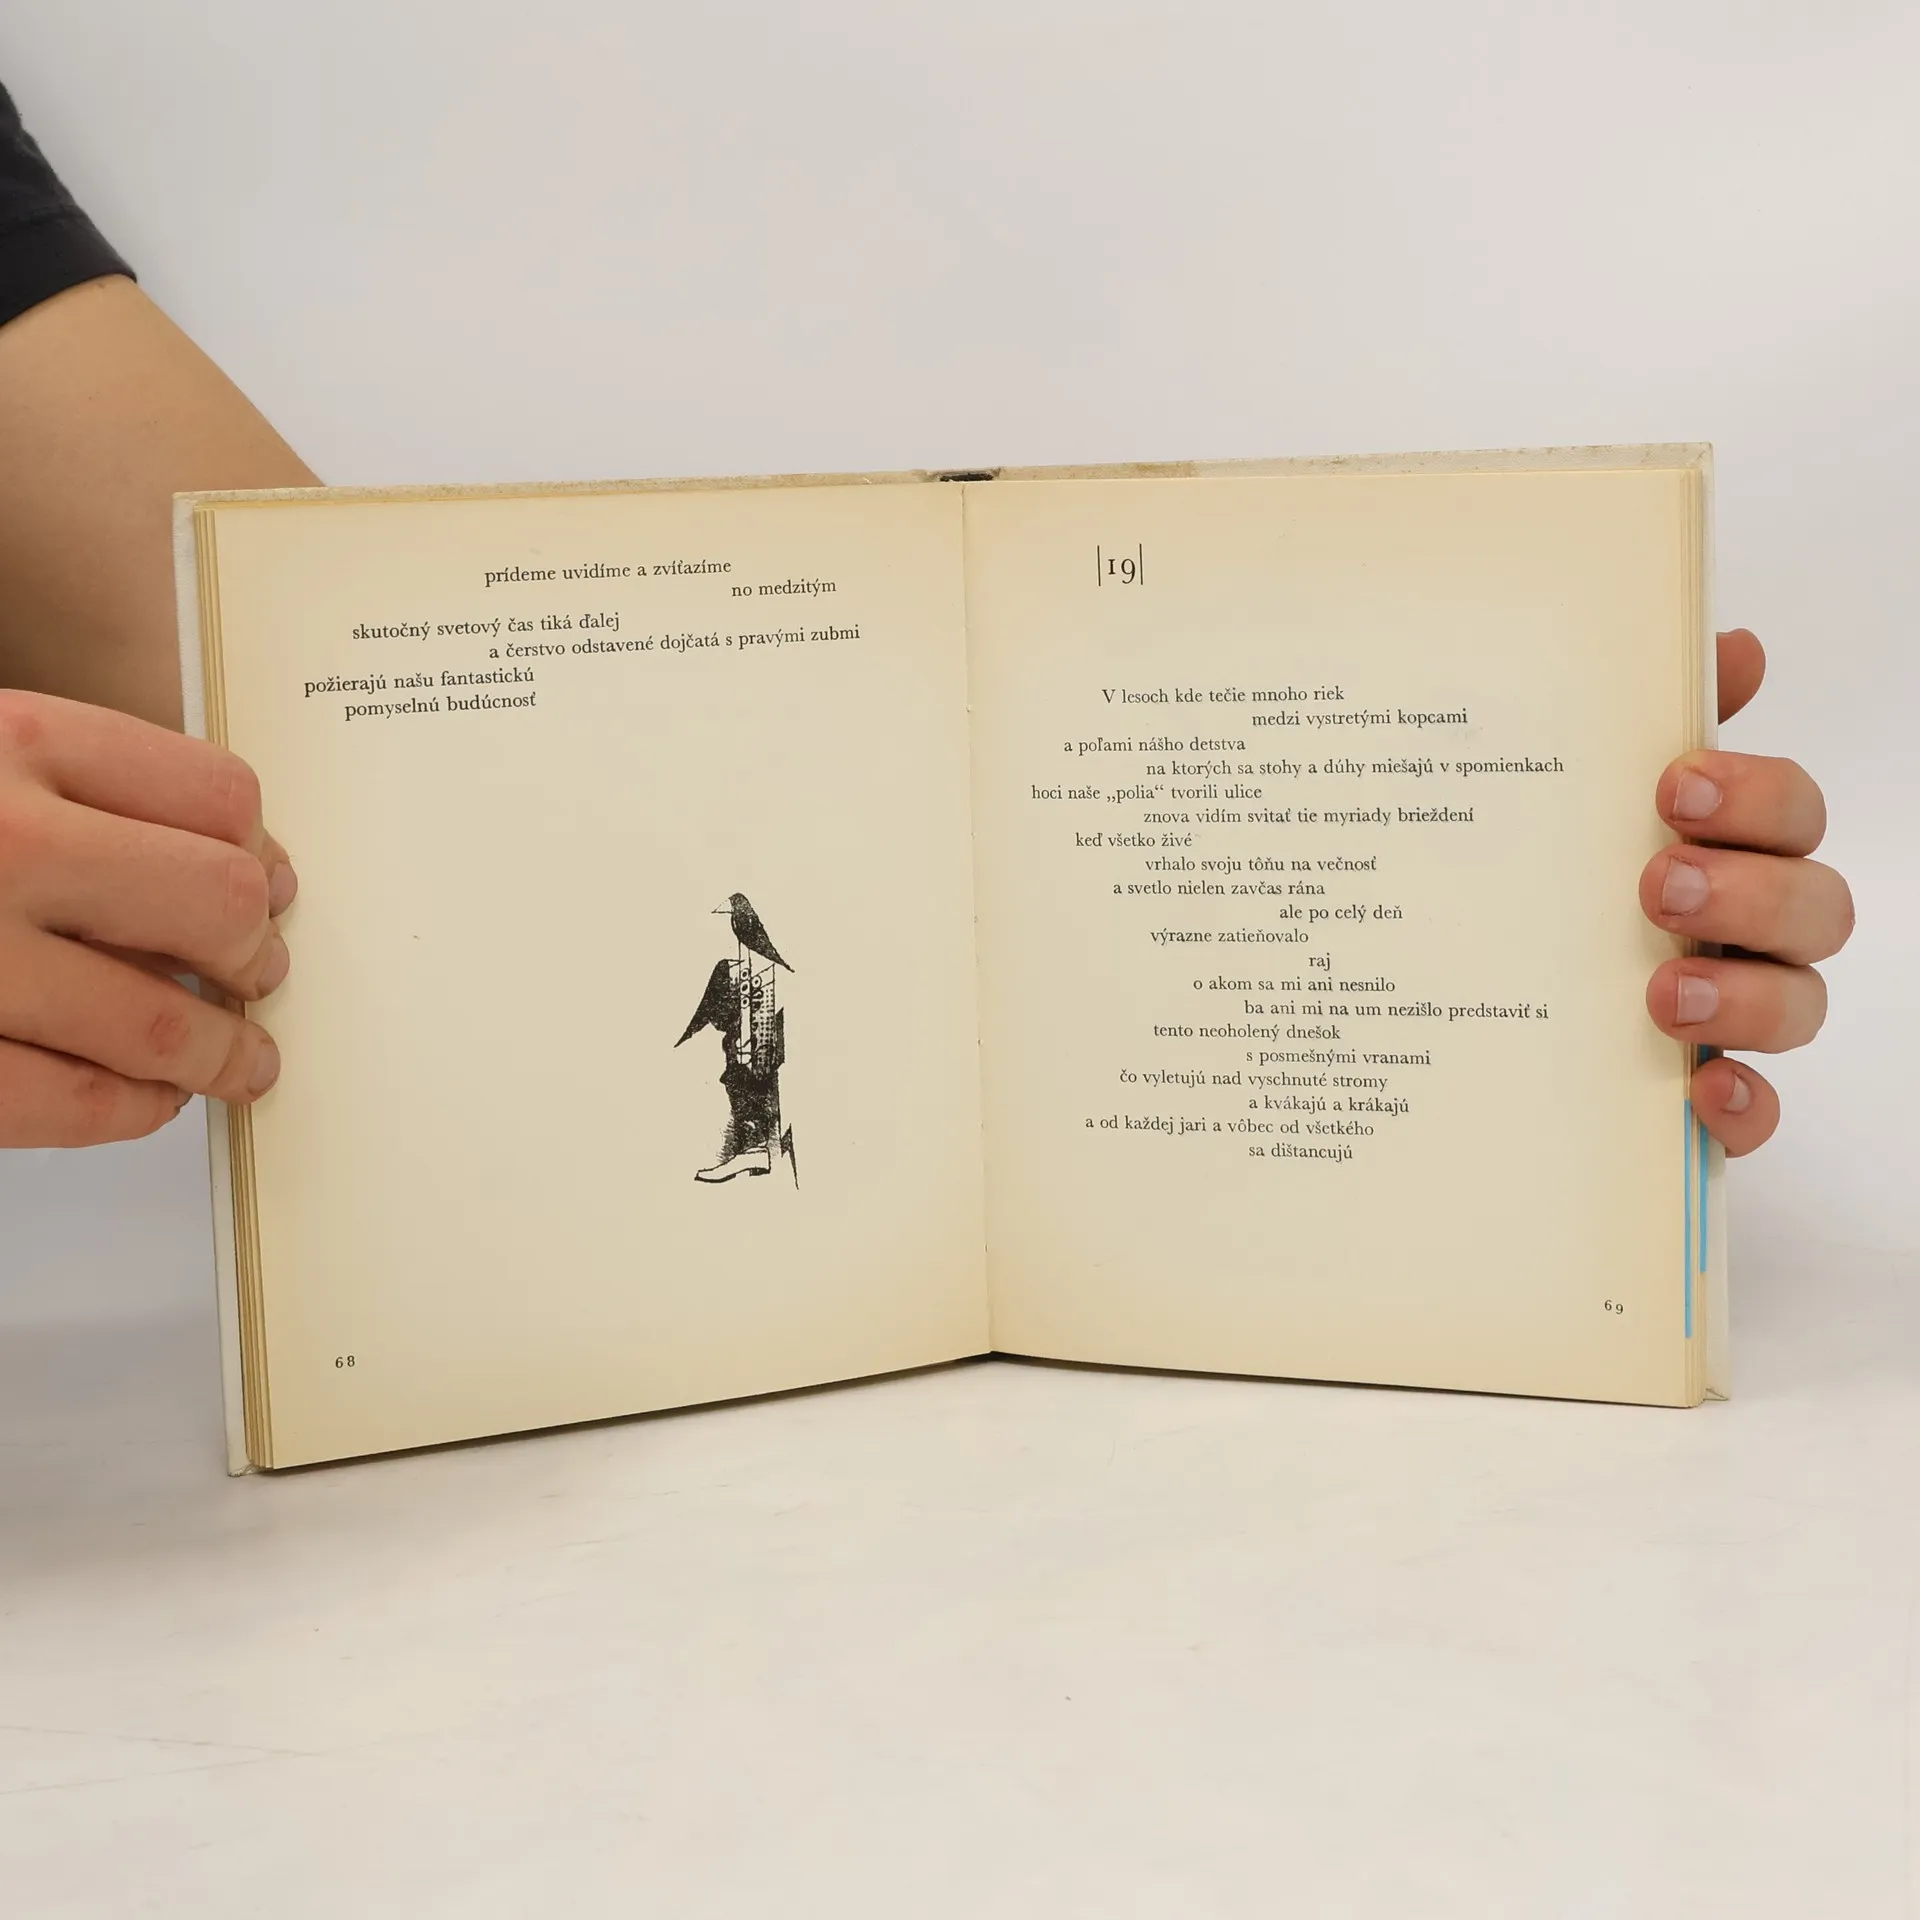 prídeme uvidíme a zvíťazíme
no medzitým
skutočný svetový čas tiká ďalej
a čerstvo odstavené dojčatá s pravými zubmi
požierajú našu fantastickú
pomyselnú budúcnosť
68
|19|
V lesoch kde tečie mnoho riek
medzi vystretými kopcami
a poľami nášho detstva
na ktorých sa stohy a dúhy miešajú v spomienkach
hoci naše „polia“ tvorili ulice
znova vidím svitať tie myriady brieždení
keď všetko živé
vrhalo svoju tôňu na večnosť
a svetlo nielen zavčas rána
ale po celý deň
výrazne zatieňovalo
raj
o akom sa mi ani nesnilo
ba ani mi na um nezišlo predstaviť si
tento neoholený dnešok
s posmešnými vranami
čo vyletujú nad vyschnuté stromy
a kvákajú a krákajú
a od každej jari a vôbec od všetkého
sa dištancujú
69